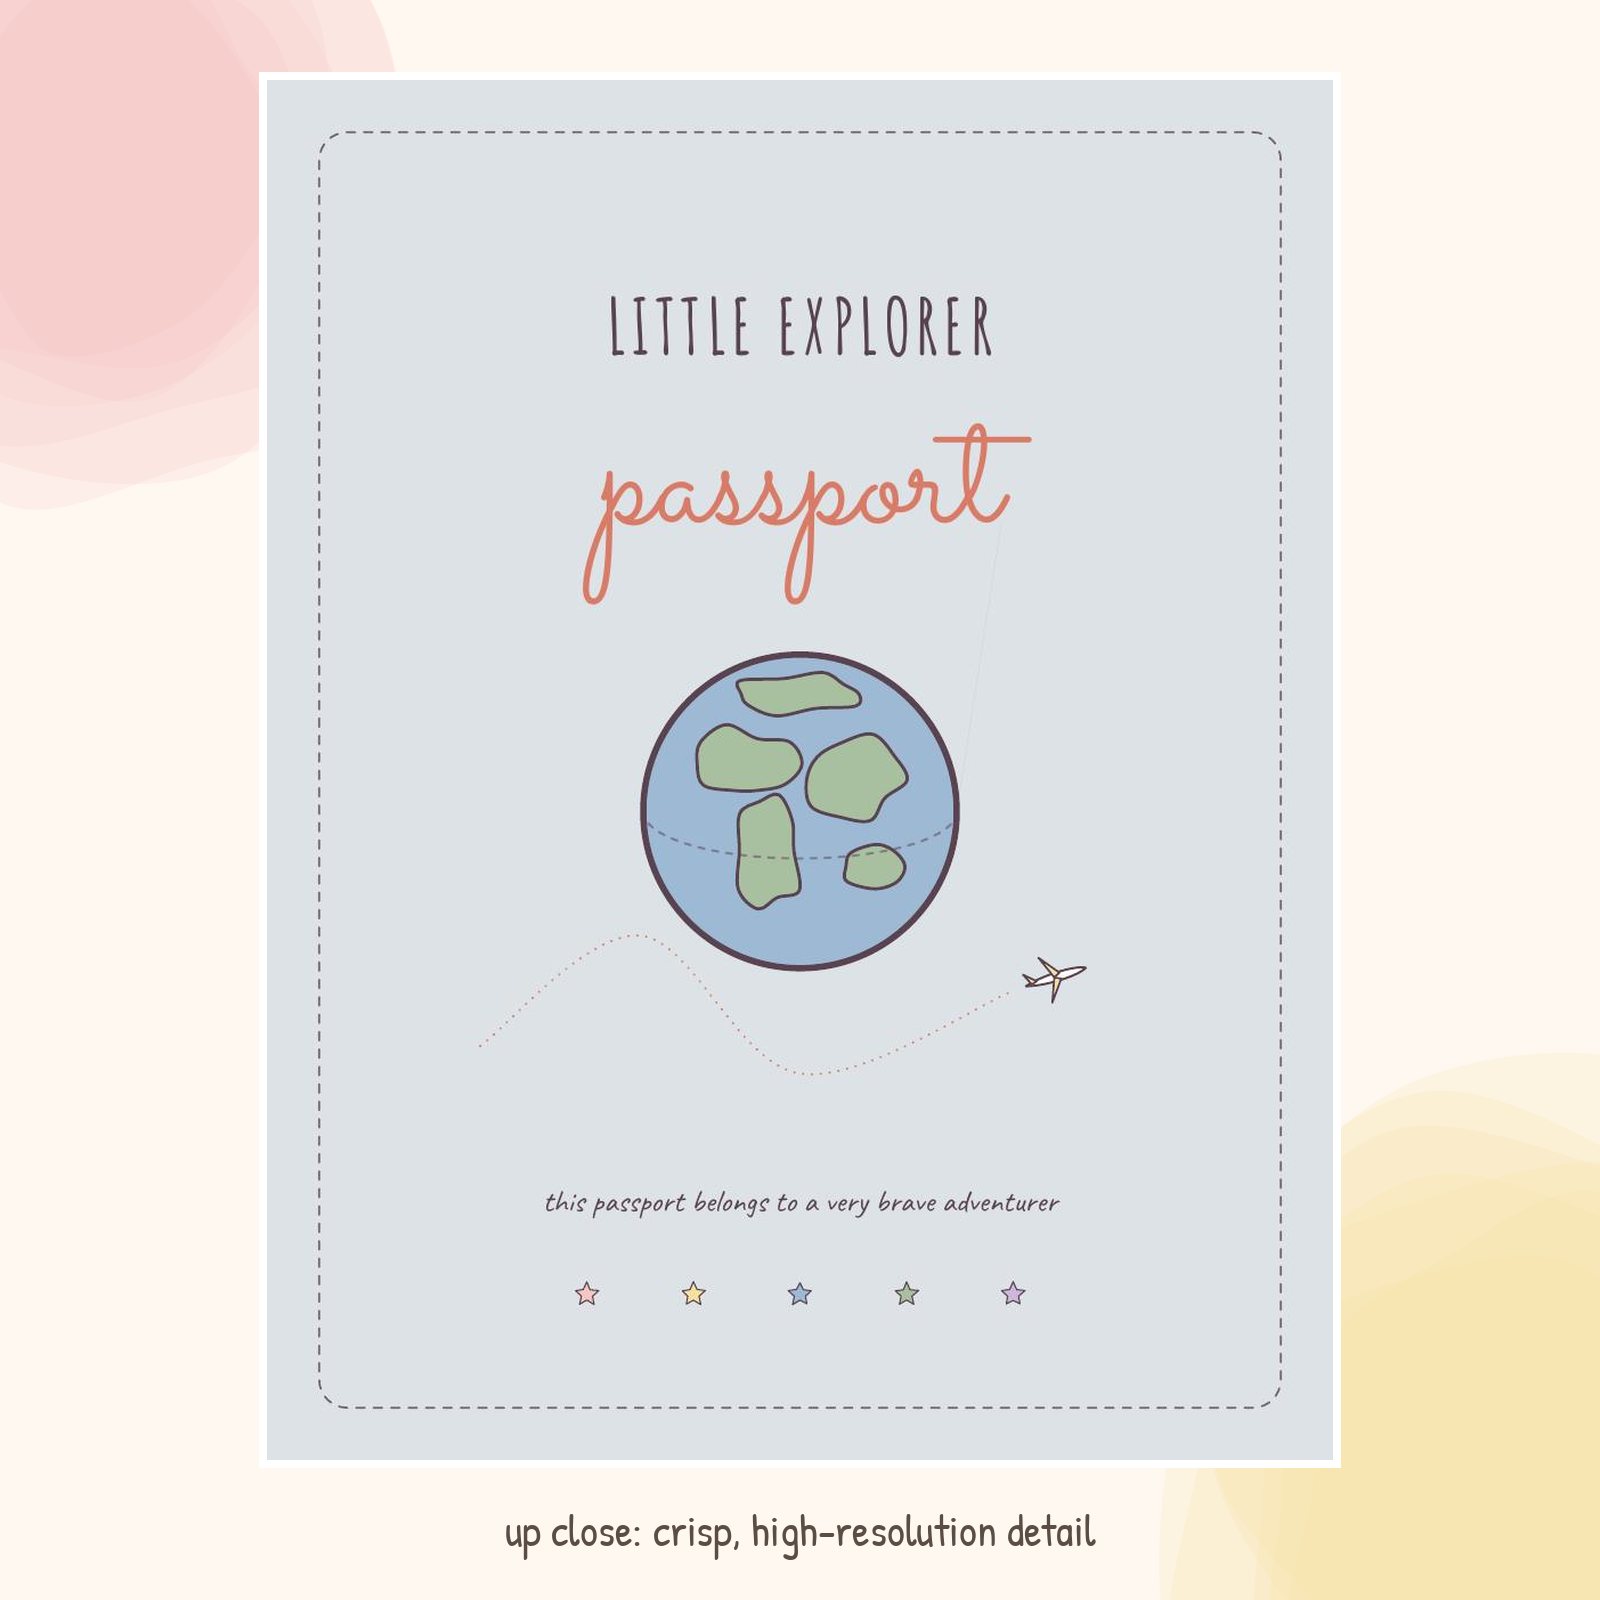 LITTLE EXPLORER
passport
this passport belongs to a very brave adventurer
up close: crisp, high-resolution detail